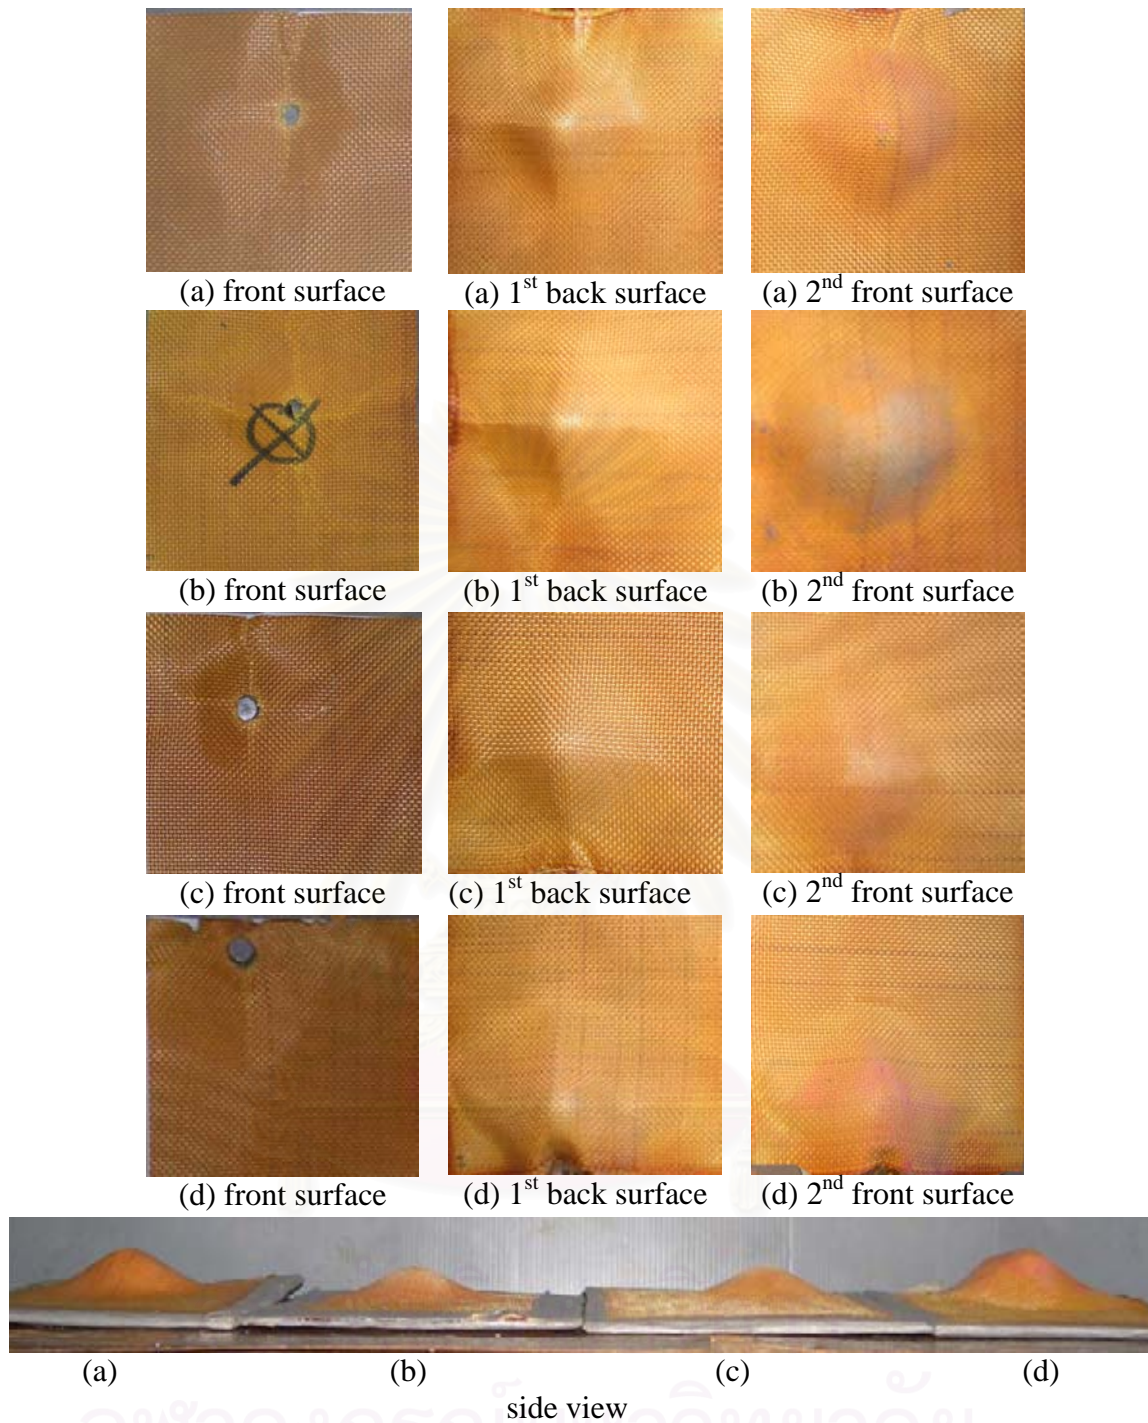 (a) front surface (a) 1st back surface (a) 2nd front surface
(b) front surface (b) 1st back surface (b) 2nd front surface
(c) front surface (c) 1st back surface (c) 2nd front surface
(d) front surface (d) 1st back surface (d) 2nd front surface
(a) (b) (c) (d)
side view